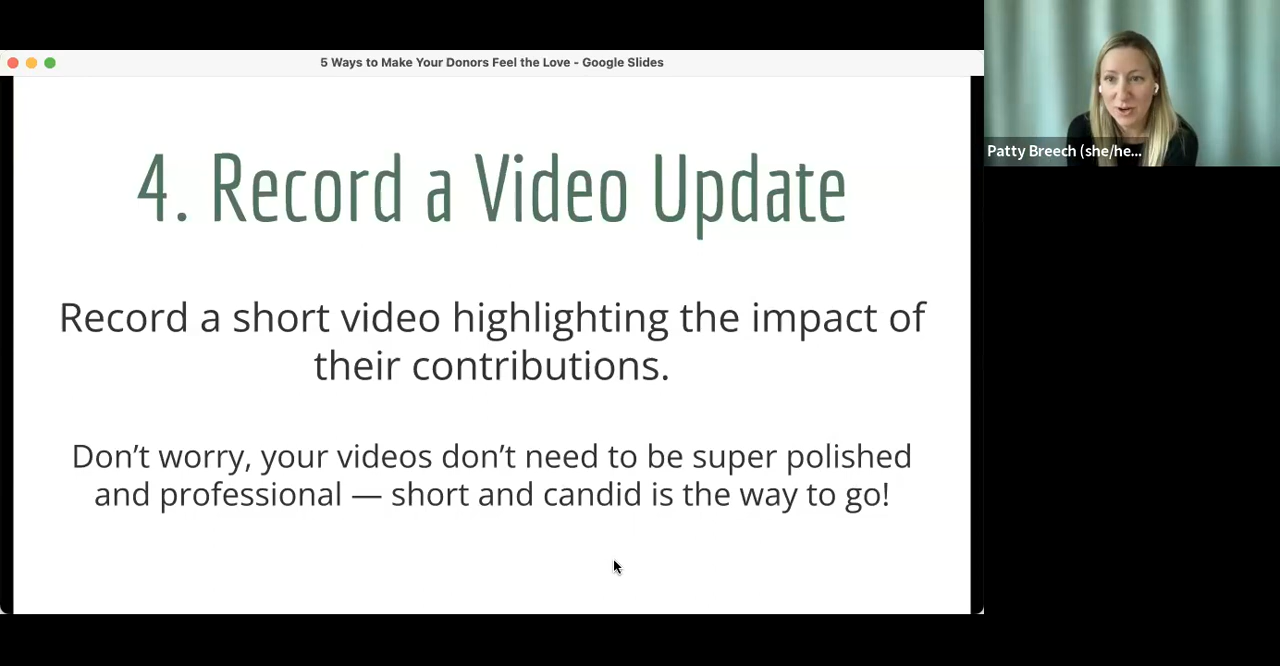 5 Ways to Make Your Donors Feel the Love - Google Slides
4. Record a Video Update
Record a short video highlighting the impact of
their contributions.
Don’t worry, your videos don’t need to be super polished
and professional — short and candid is the way to go!
Patty Breech (she/he...